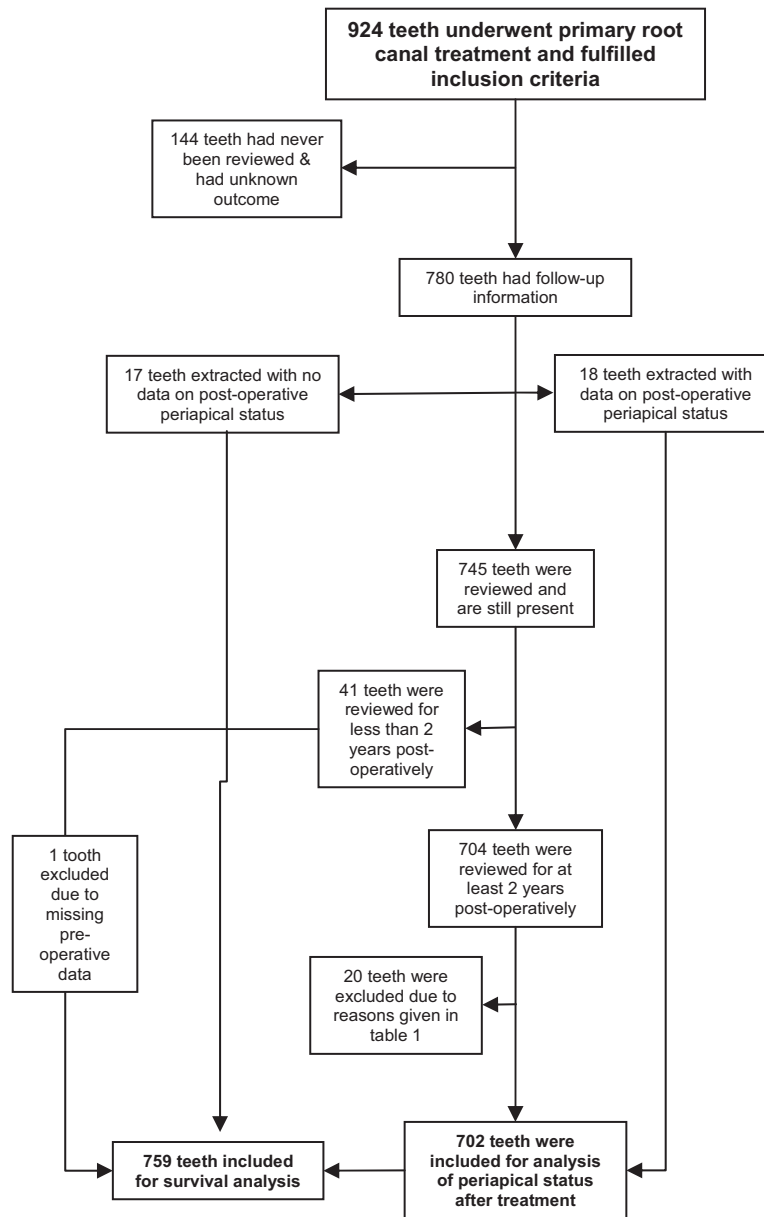 924 teeth underwent primary root
canal treatment and fulfilled
inclusion criteria
144 teeth had never
been reviewed &
had unknown
outcome
780 teeth had follow-up
information
17 teeth extracted with no
data on post-operative
periapical status
18 teeth extracted with
data on post-operative
periapical status
745 teeth were
reviewed and
are still present
41 teeth were
reviewed for
less than 2
years post-
operatively
704 teeth were
reviewed for at
least 2 years
post-operatively
1 tooth
excluded
due to
missing
pre-
operative
data
20 teeth were
excluded due to
reasons given in
table 1
759 teeth included
for survival analysis
702 teeth were
included for analysis
of periapical status
after treatment